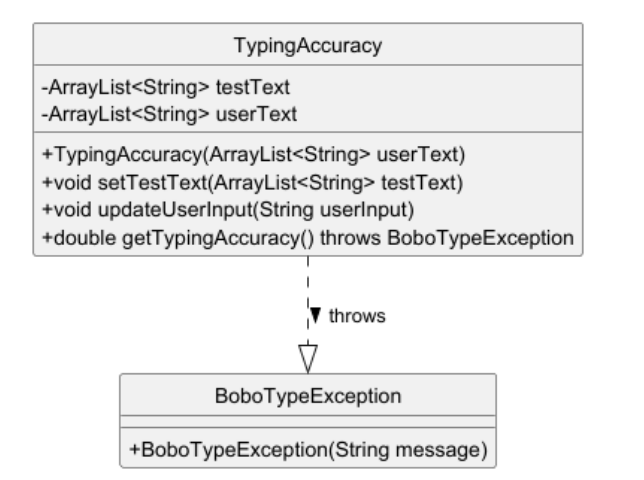 TypingAccuracy
-ArrayList<String> testText
-ArrayList<String> userText
+TypingAccuracy(ArrayList<String> userText)
+void setTestText(ArrayList<String> testText)
+void updateUserInput(String userInput)
+double getTypingAccuracy() throws BoboTypeException
throws
BoboTypeException
+BoboTypeException(String message)